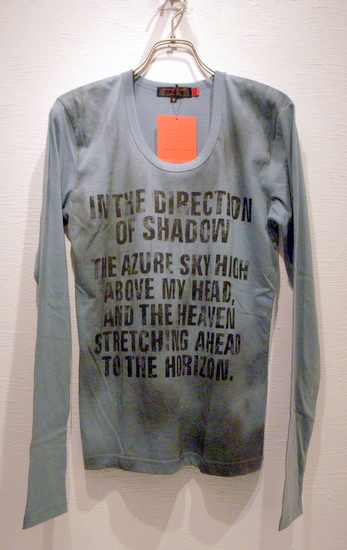 IN THE DIRECTION
OF SHADOW
THE AZURE SKY HIGH
ABOVE MY HEAD,
AND THE HEAVEN
STRETCHING AHEAD
TO THE HORIZON.